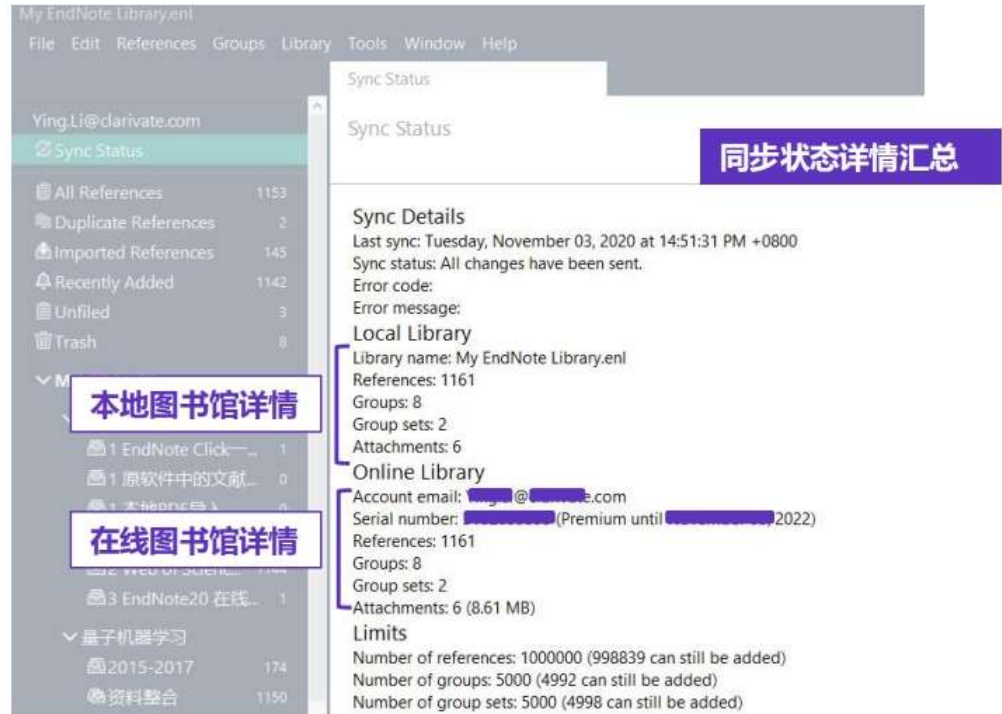 My EndNote Library.enl
File Edit References Groups Library Tools Window Help
Sync Status
Ying.Li@clarivate.com
Sync Status
Sync Status
同步状态详情汇总
All References 1153
Duplicate References 2
Imported References 145
Recently Added 1142
Unfiled 3
Trash 8
Sync Details
Last sync: Tuesday, November 03, 2020 at 14:51:31 PM +0800
Sync status: All changes have been sent.
Error code:
Error message:
Local Library
Library name: My EndNote Library.enl
References: 1161
Groups: 8
Group sets: 2
Attachments: 6
本地图书馆详情
1 EndNote Click一... 1
1 原软件中的文献... 0
在线图书馆详情
3 EndNote20 在线... 1
量子机器学习
2015-2017 174
资料整合 1150
Online Library
Account email: @ .com
Serial number: (Premium until 2022)
References: 1161
Groups: 8
Group sets: 2
Attachments: 6 (8.61 MB)
Limits
Number of references: 1000000 (998839 can still be added)
Number of groups: 5000 (4992 can still be added)
Number of group sets: 5000 (4998 can still be added)